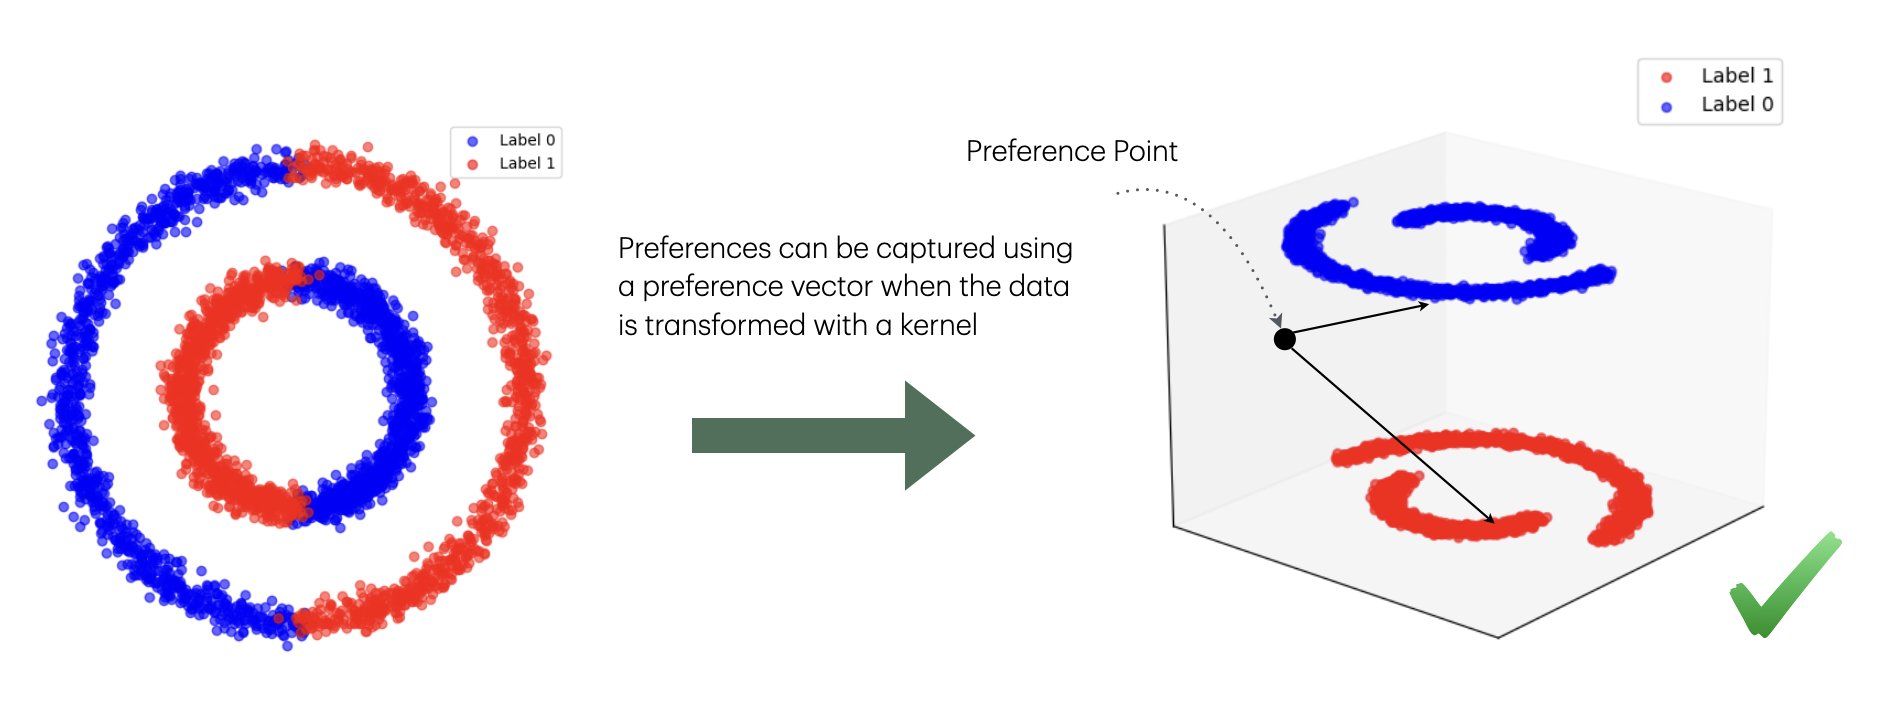 Label 0
Label 1
Preferences can be captured using
a preference vector when the data
is transformed with a kernel
Preference Point
Label 1
Label 0